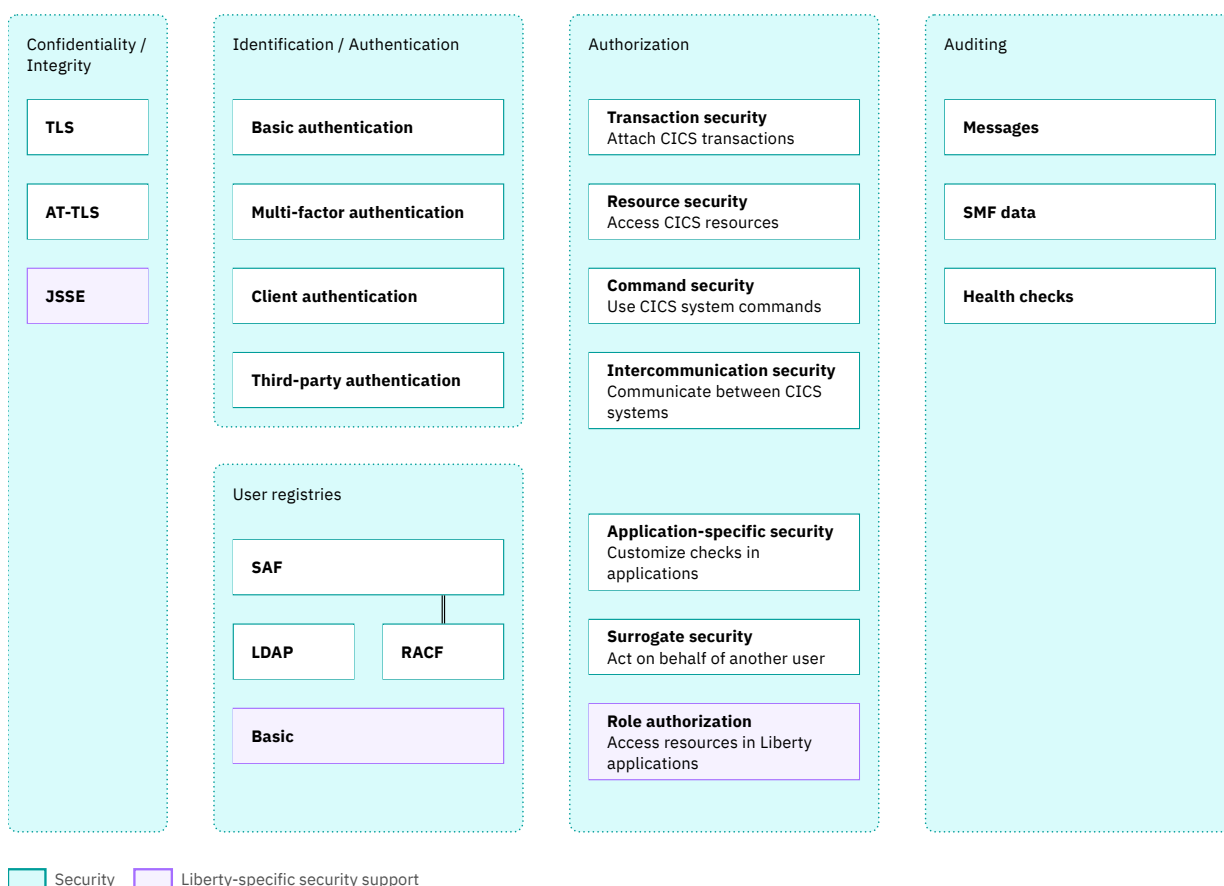 Confidentiality /
Integrity
TLS
AT-TLS
JSSE
Identification / Authentication
Basic authentication
Multi-factor authentication
Client authentication
Third-party authentication
User registries
SAF
LDAP
RACF
Basic
Authorization
Transaction security
Attach CICS transactions
Resource security
Access CICS resources
Command security
Use CICS system commands
Intercommunication security
Communicate between CICS
systems
Application-specific security
Customize checks in
applications
Surrogate security
Act on behalf of another user
Role authorization
Access resources in Liberty
applications
Auditing
Messages
SMF data
Health checks
Security
Liberty-specific security support